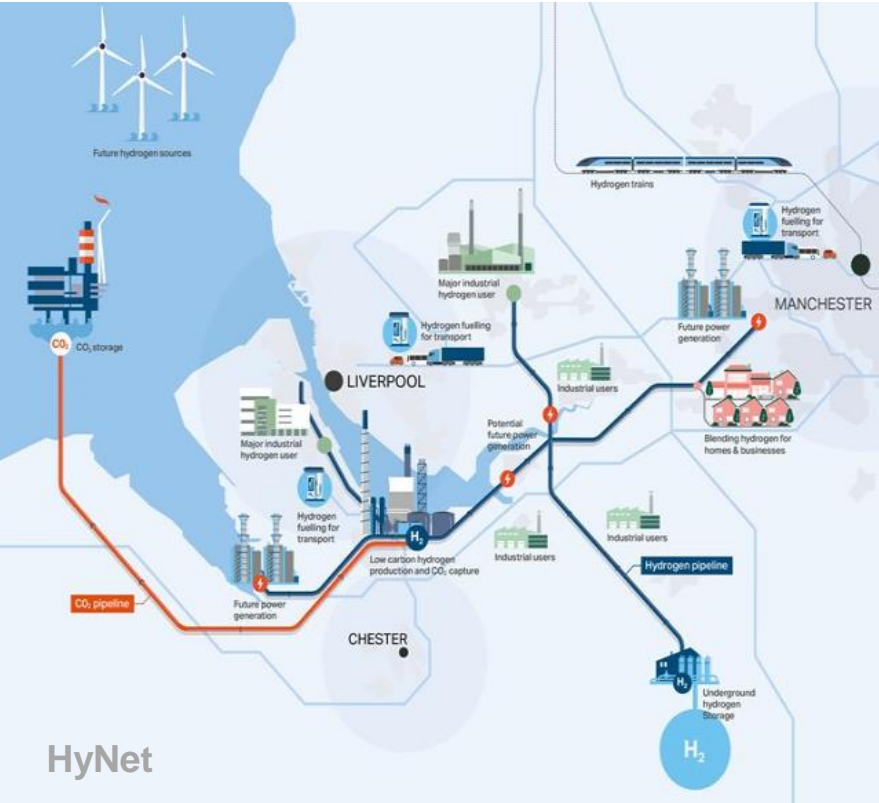 Future hydrogen sources
Hydrogen trains
Hydrogen
fuelling for
transport
Major industrial
hydrogen user
MANCHESTER
Future power
generation
Hydrogen fuelling
for transport
CO₂
CO₂ storage
LIVERPOOL
Industrial users
Major industrial
hydrogen user
Potential
future power
generation
Blending hydrogen for
homes & businesses
Hydrogen
fuelling for
transport
H₂
Low carbon hydrogen
production and CO₂ capture
Industrial users
Industrial users
Hydrogen pipeline
CO₂ pipeline
Future power
generation
CHESTER
H₂
Underground
hydrogen
Storage
H₂
HyNet